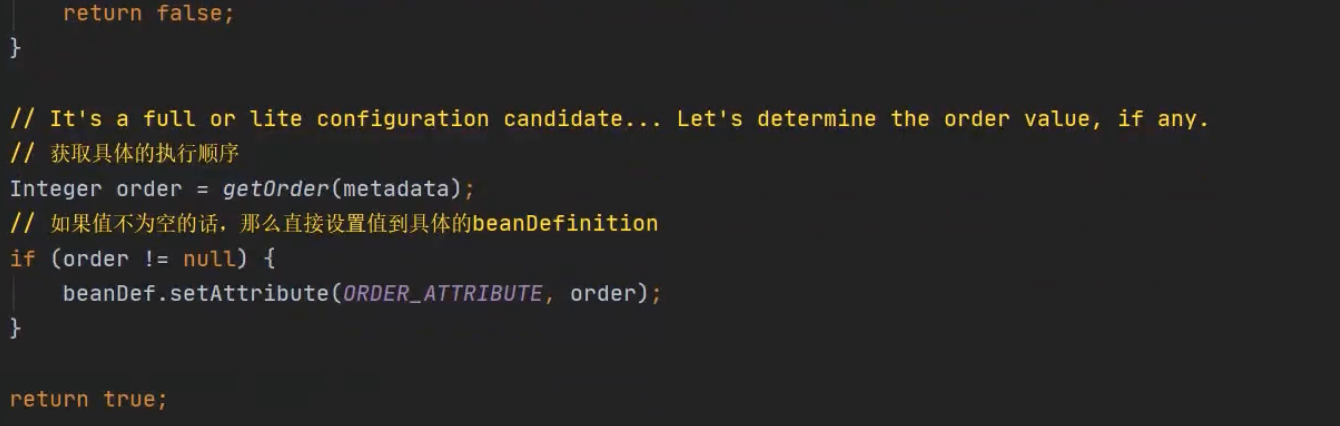 return false;
}
// It's a full or lite configuration candidate... Let's determine the order value, if any.
// 获取具体的执行顺序
Integer order = getOrder(metadata);
// 如果值不为空的话，那么直接设置值到具体的beanDefinition
if (order != null) {
beanDef.setAttribute(ORDER_ATTRIBUTE, order);
}
return true;